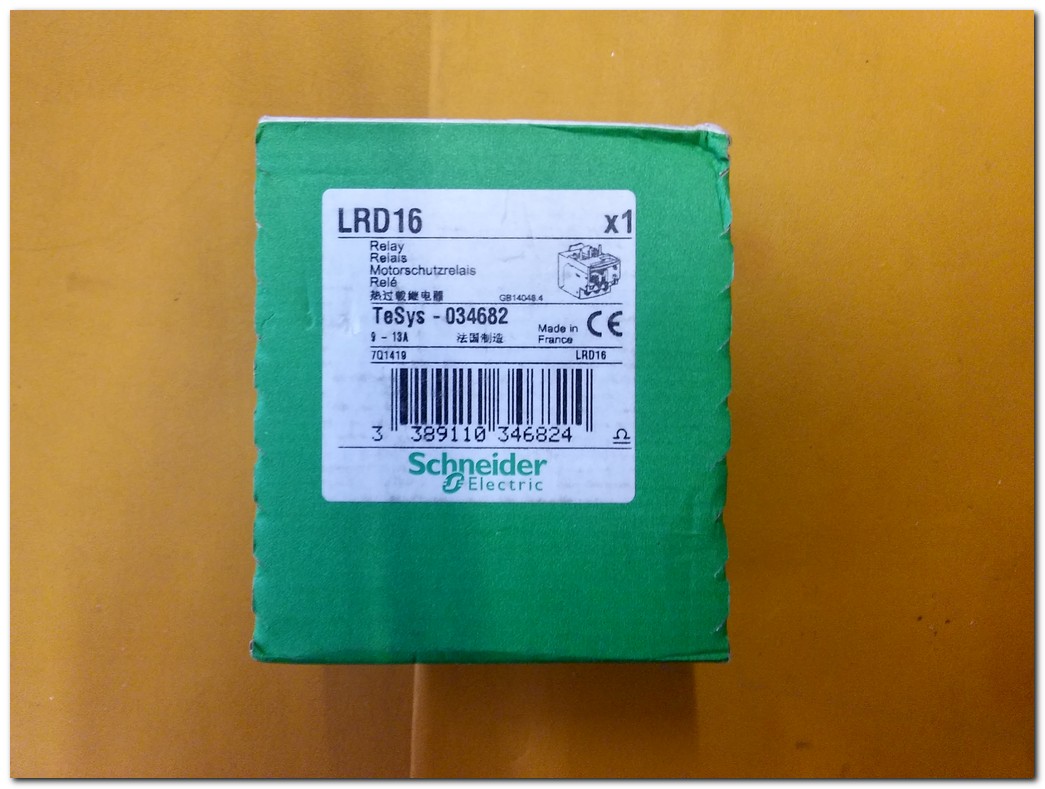 LRD16 x1
Relay
Relais
Motorschutzrelais
Relé
热过载继电器 GB14048.4
TeSys - 034682
9 - 13A 法国制造 Made in France CE
7Q1419 LRD16
3 389110 346824
Schneider
Electric